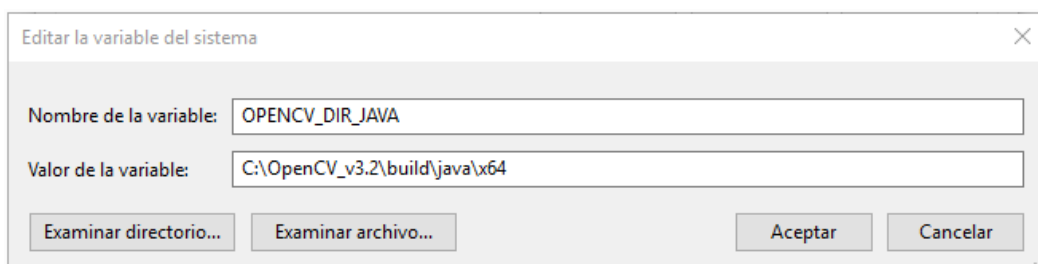 Editar la variable del sistema
Nombre de la variable: OPENCV_DIR_JAVA
Valor de la variable: C:\OpenCV_v3.2\build\java\x64
Examinar directorio... Examinar archivo... Aceptar Cancelar